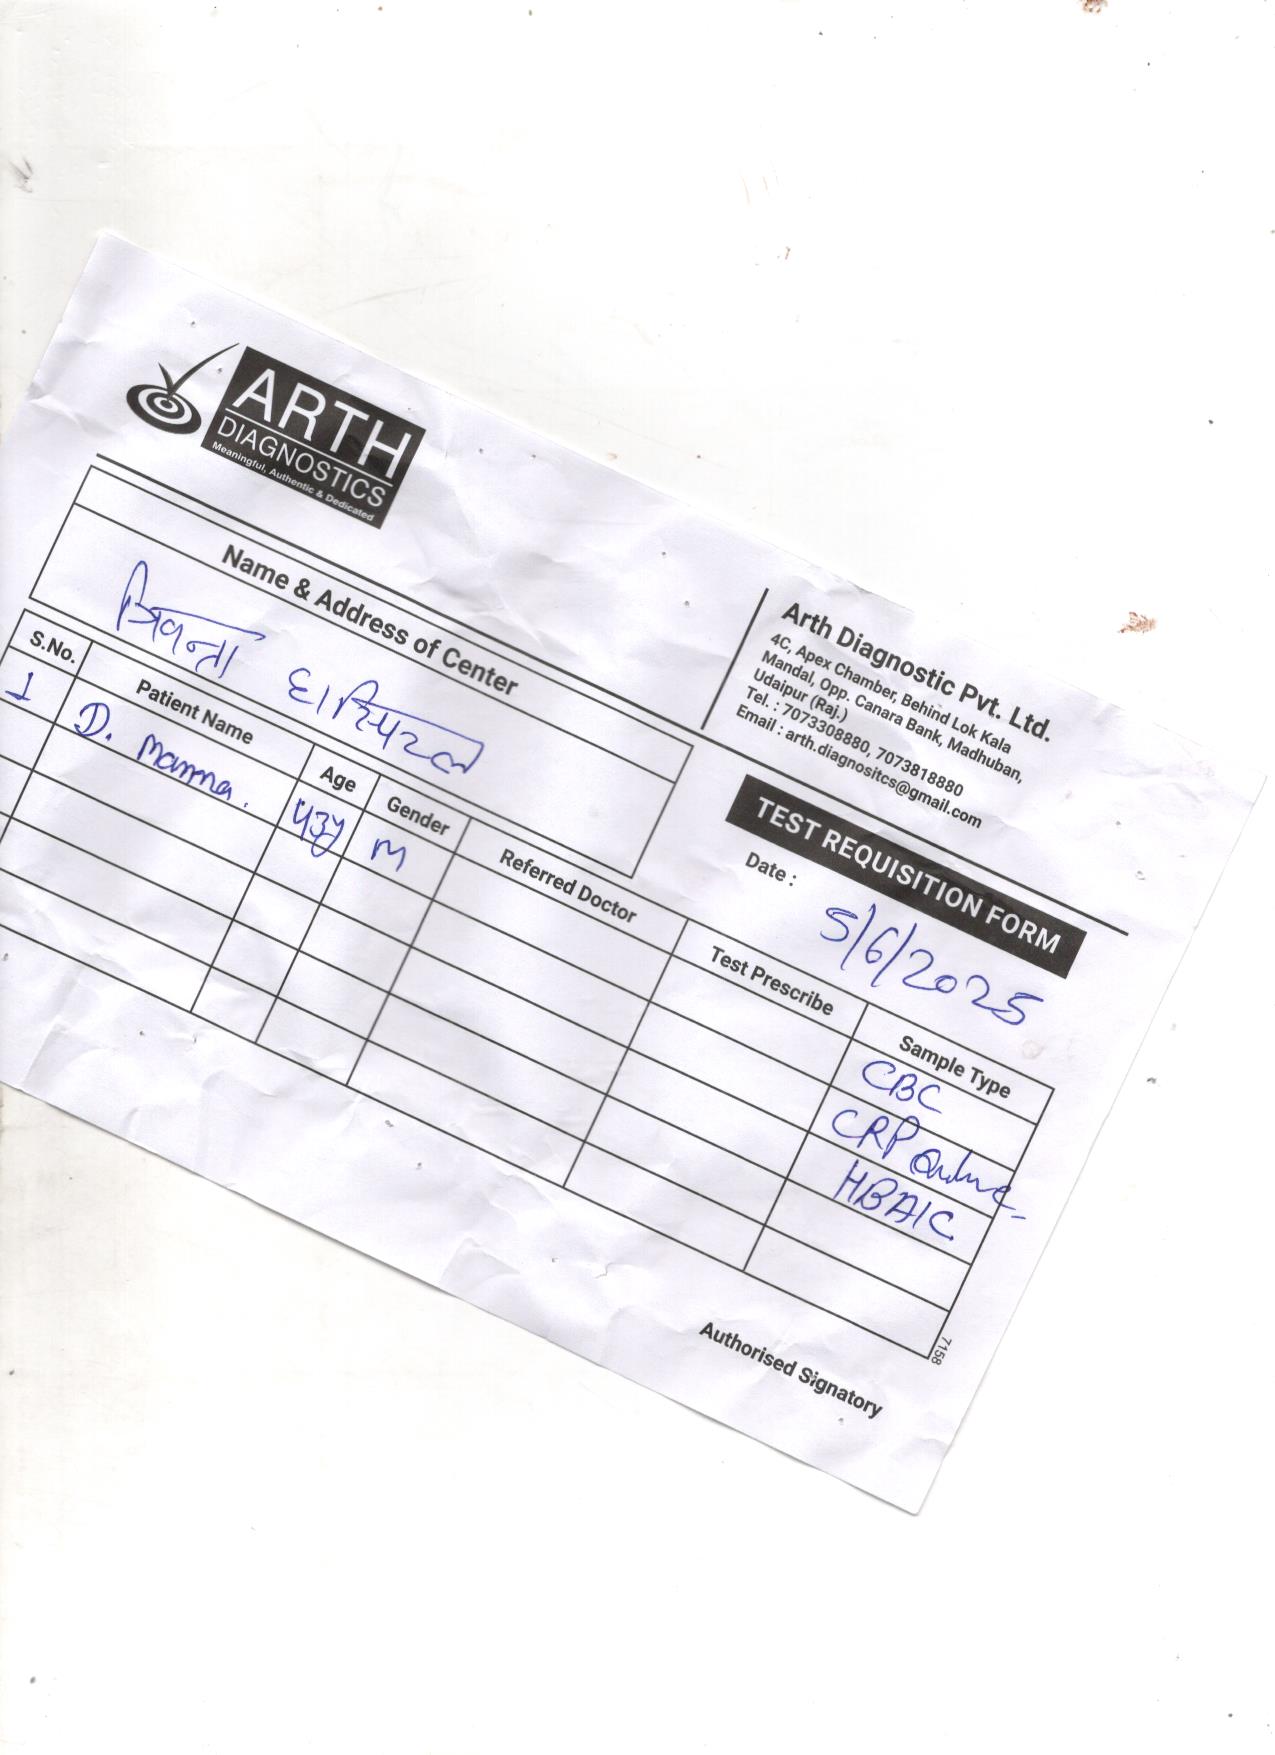 ARTH
DIAGNOSTICS
Meaningful, Authentic & Dedicated
Arth Diagnostic Pvt. Ltd.
4C, Apex Chamber, Behind Lok Kala
Mandal, Opp. Canara Bank, Madhuban,
Udaipur (Raj.)
Tel. : 7073308880, 7073818880
Email : arth.diagnositcs@gmail.com
Name & Address of Center
हास्पिटल
TEST REQUISITION FORM
Date : 5/6/2025
S.No. Patient Name Age Gender Referred Doctor Test Prescribe Sample Type
1 D. Manna. 43y M CBC
CRP
HBA1C
Authorised Signatory
7158